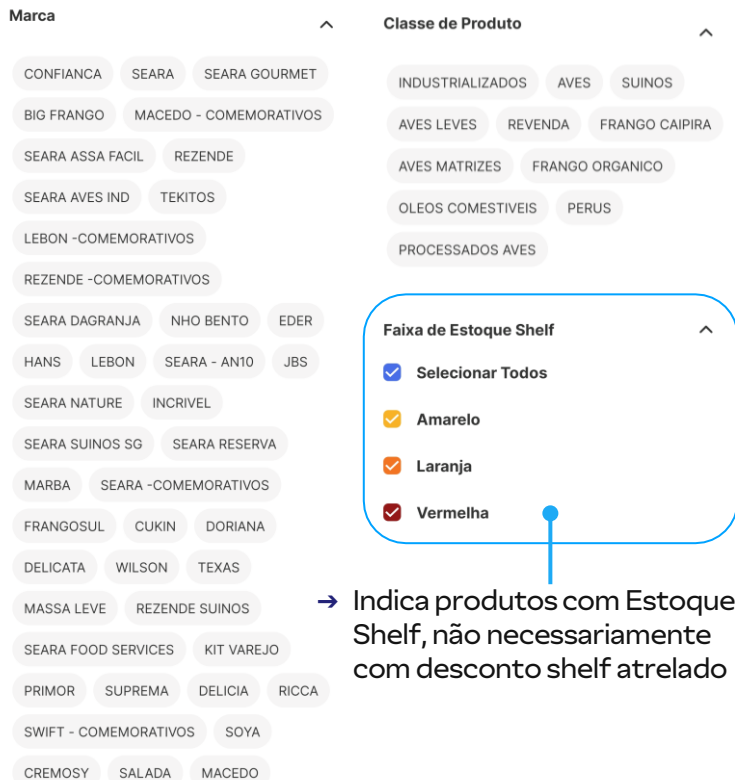 Marca
CONFIANCA SEARA SEARA GOURMET
BIG FRANGO MACEDO - COMEMORATIVOS
SEARA ASSA FACIL REZENDE
SEARA AVES IND TEKITOS
LEBON -COMEMORATIVOS
REZENDE -COMEMORATIVOS
SEARA DAGRANJA NHO BENTO EDER
HANS LEBON SEARA - AN10 JBS
SEARA NATURE INCRIVEL
SEARA SUINOS SG SEARA RESERVA
MARBA SEARA -COMEMORATIVOS
FRANGOSUL CUKIN DORIANA
DELICATA WILSON TEXAS
MASSA LEVE REZENDE SUINOS
SEARA FOOD SERVICES KIT VAREJO
PRIMOR SUPREMA DELICIA RICCA
SWIFT - COMEMORATIVOS SOYA
CREMOSY SALADA MACEDO
Classe de Produto
INDUSTRIALIZADOS AVES SUINOS
AVES LEVES REVENDA FRANGO CAIPIRA
AVES MATRIZES FRANGO ORGANICO
OLEOS COMESTIVEIS PERUS
PROCESSADOS AVES
Faixa de Estoque Shelf
Selecionar Todos
Amarelo
Laranja
Vermelha
→ Indica produtos com Estoque
Shelf, não necessariamente
com desconto shelf atrelado